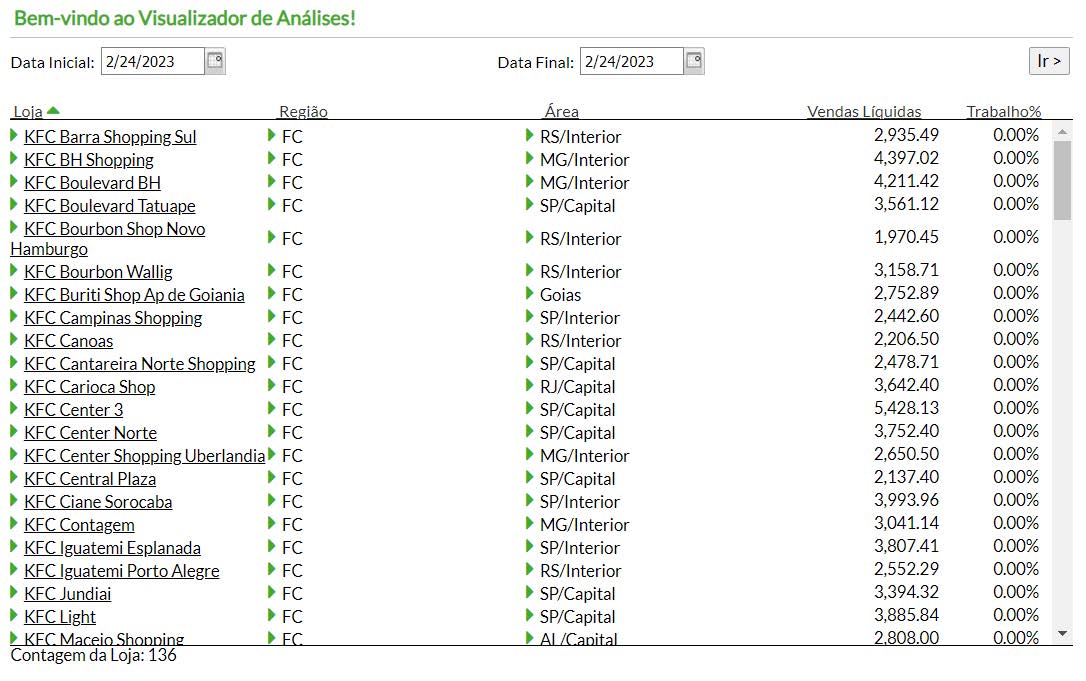 Bem-vindo ao Visualizador de Análises!
Data Inicial: 2/24/2023 Data Final: 2/24/2023 Ir >
Loja Região Área Vendas Líquidas Trabalho%
KFC Barra Shopping Sul FC RS/Interior 2,935.49 0.00%
KFC BH Shopping FC MG/Interior 4,397.02 0.00%
KFC Boulevard BH FC MG/Interior 4,211.42 0.00%
KFC Boulevard Tatuape FC SP/Capital 3,561.12 0.00%
KFC Bourbon Shop Novo
Hamburgo FC RS/Interior 1,970.45 0.00%
KFC Bourbon Wallig FC RS/Interior 3,158.71 0.00%
KFC Buriti Shop Ap de Goiania FC Goias 2,752.89 0.00%
KFC Campinas Shopping FC SP/Interior 2,442.60 0.00%
KFC Canoas FC RS/Interior 2,206.50 0.00%
KFC Cantareira Norte Shopping FC SP/Capital 2,478.71 0.00%
KFC Carioca Shop FC RJ/Capital 3,642.40 0.00%
KFC Center 3 FC SP/Capital 5,428.13 0.00%
KFC Center Norte FC SP/Capital 3,752.40 0.00%
KFC Center Shopping Uberlandia FC MG/Interior 2,650.50 0.00%
KFC Central Plaza FC SP/Capital 2,137.40 0.00%
KFC Ciane Sorocaba FC SP/Interior 3,993.96 0.00%
KFC Contagem FC MG/Interior 3,041.14 0.00%
KFC Iguatemi Esplanada FC SP/Interior 3,807.41 0.00%
KFC Iguatemi Porto Alegre FC RS/Interior 2,552.29 0.00%
KFC Jundiai FC SP/Capital 3,394.32 0.00%
KFC Light FC SP/Capital 3,885.84 0.00%
KFC Maceio Shopping FC AL/Capital 2,808.00 0.00%
Contagem da Loja: 136